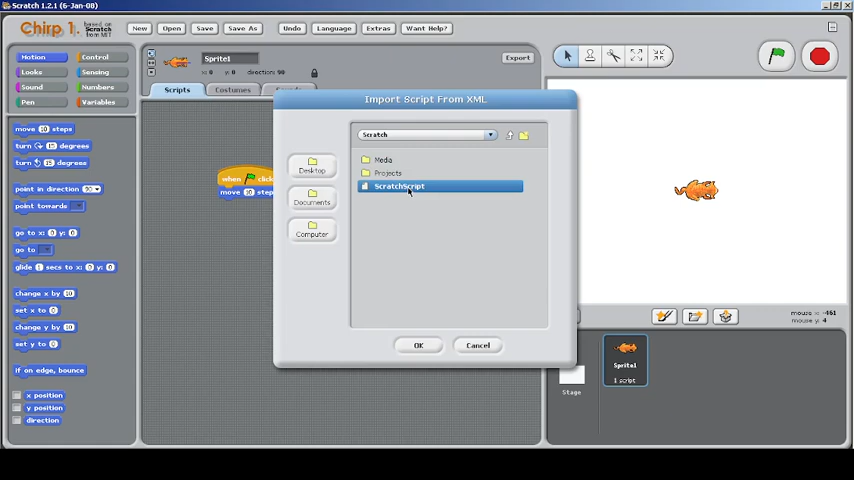 Scratch 1.2.1 (6-Jan-08)
Chirp 1. based on Scratch from MIT
New Open Save Save As Undo Language Extras Want Help?
Motion Control
Looks Sensing
Sound Numbers
Pen Variables
Sprite1
x: 0 y: 0 direction: 90
Export
Scripts Costumes
Import Script From XML
Scratch
Desktop
Documents
Computer
Media
Projects
ScratchScript
OK Cancel
when click
move 10 step
move 10 steps
turn 15 degrees
turn 15 degrees
point in direction 90
point towards
go to x: 0 y: 0
go to
glide 1 secs to x: 0 y: 0
change x by 10
set x to 0
change y by 10
set y to 0
if on edge, bounce
x position
y position
direction
mouse x: -461
mouse y: 4
Sprite1
1 script
Stage